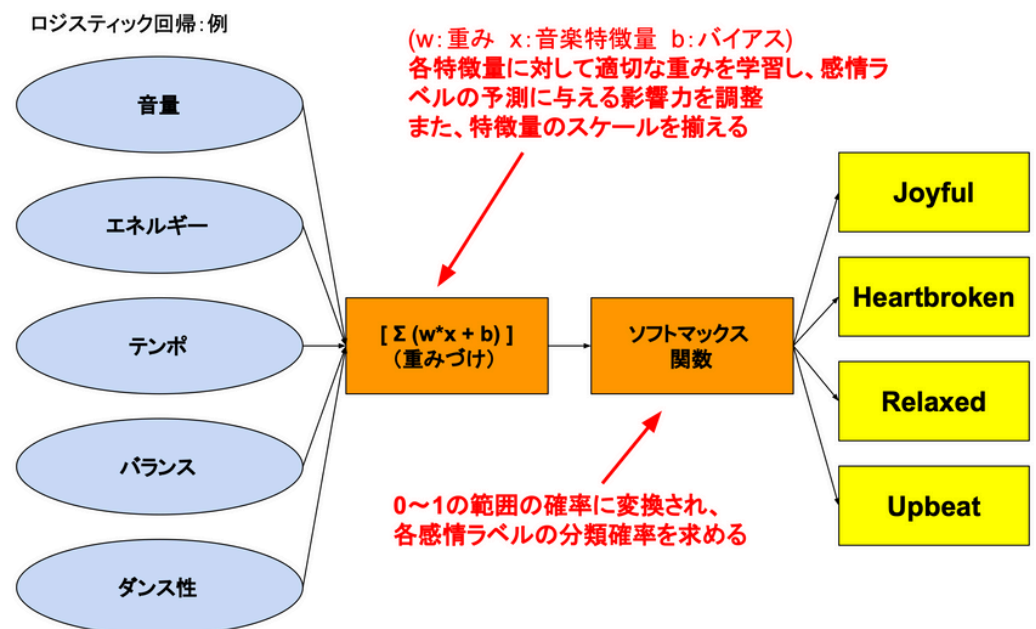 ロジスティック回帰:例
(w:重み x:音楽特徴量 b:バイアス)
各特徴量に対して適切な重みを学習し、感情ラ
ベルの予測に与える影響力を調整
また、特徴量のスケールを揃える
音量
エネルギー
テンポ
バランス
ダンス性
[ Σ (w*x + b) ]
(重みづけ)
ソフトマックス
関数
0〜1の範囲の確率に変換され、
各感情ラベルの分類確率を求める
Joyful
Heartbroken
Relaxed
Upbeat